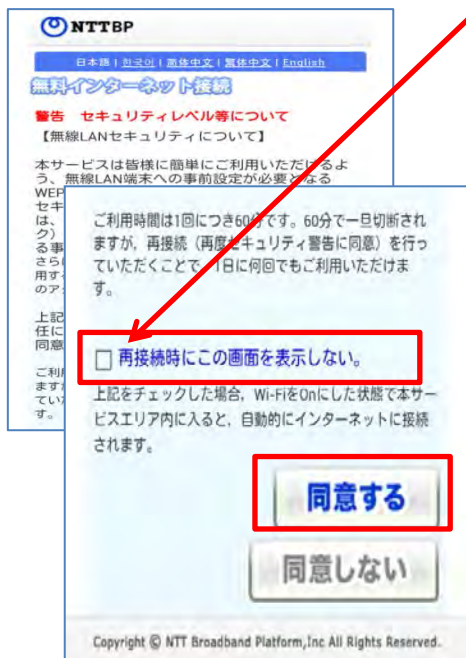 NTTBP
日本語 | 한국어 | 简体中文 | 繁体中文 | English
無料インターネット接続
警告 セキュリティレベル等について
【無線LANセキュリティについて】
本サービスは皆様に簡単にご利用いただけるよ
う、無線LAN端末への事前設定が必要となる
WEP
セキ
は、
ク)
る事
さら
用す
のア
上記
任に
同意
ご利用
ます
てい
す。
ご利用時間は1回につき60分です。60分で一旦切断され
ますが、再接続（再度セキュリティ警告に同意）を行っ
ていただくことで、1日に何回でもご利用いただけま
す。
再接続時にこの画面を表示しない。
上記をチェックした場合、Wi-FiをOnにした状態で本サー
ビスエリア内に入ると、自動的にインターネットに接続
されます。
同意する
同意しない
Copyright © NTT Broadband Platform,Inc All Rights Reserved.